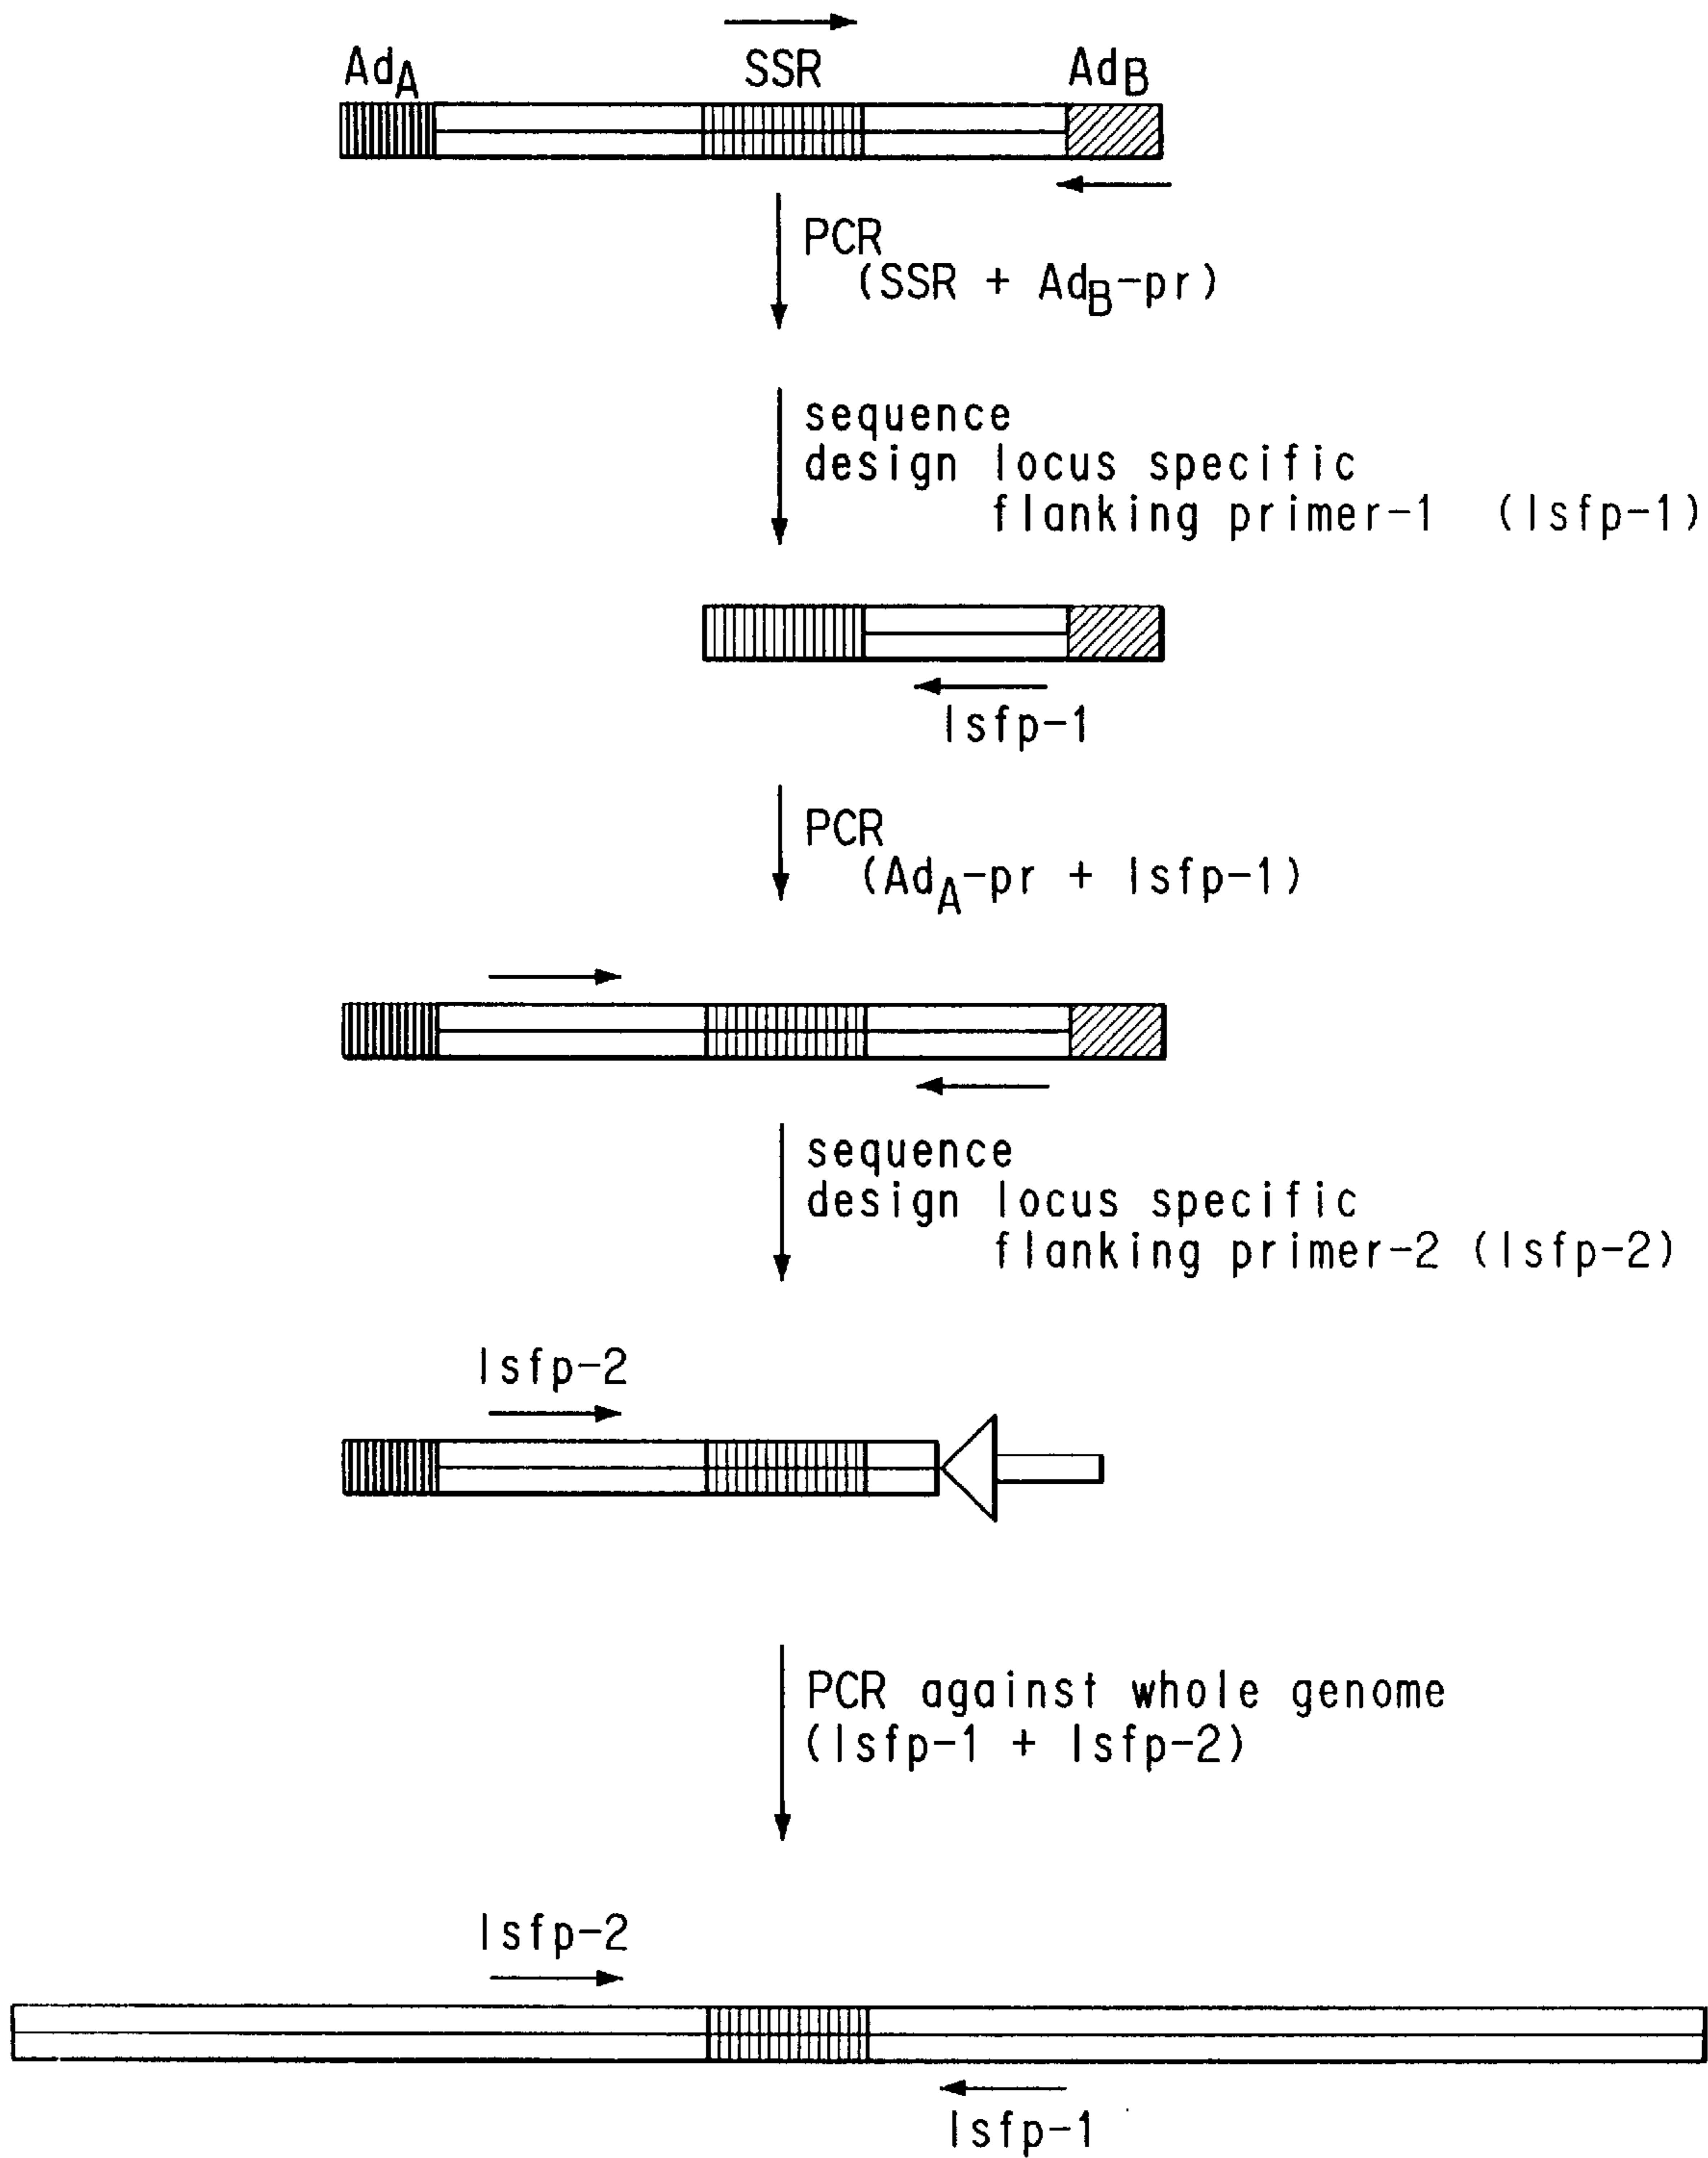 AdA SSR AdB
PCR
(SSR + AdB-pr)
sequence
design locus specific
flanking primer-1 (lsfp-1)
lsfp-1
PCR
(AdA-pr + lsfp-1)
sequence
design locus specific
flanking primer-2 (lsfp-2)
lsfp-2
PCR against whole genome
(lsfp-1 + lsfp-2)
lsfp-2
lsfp-1